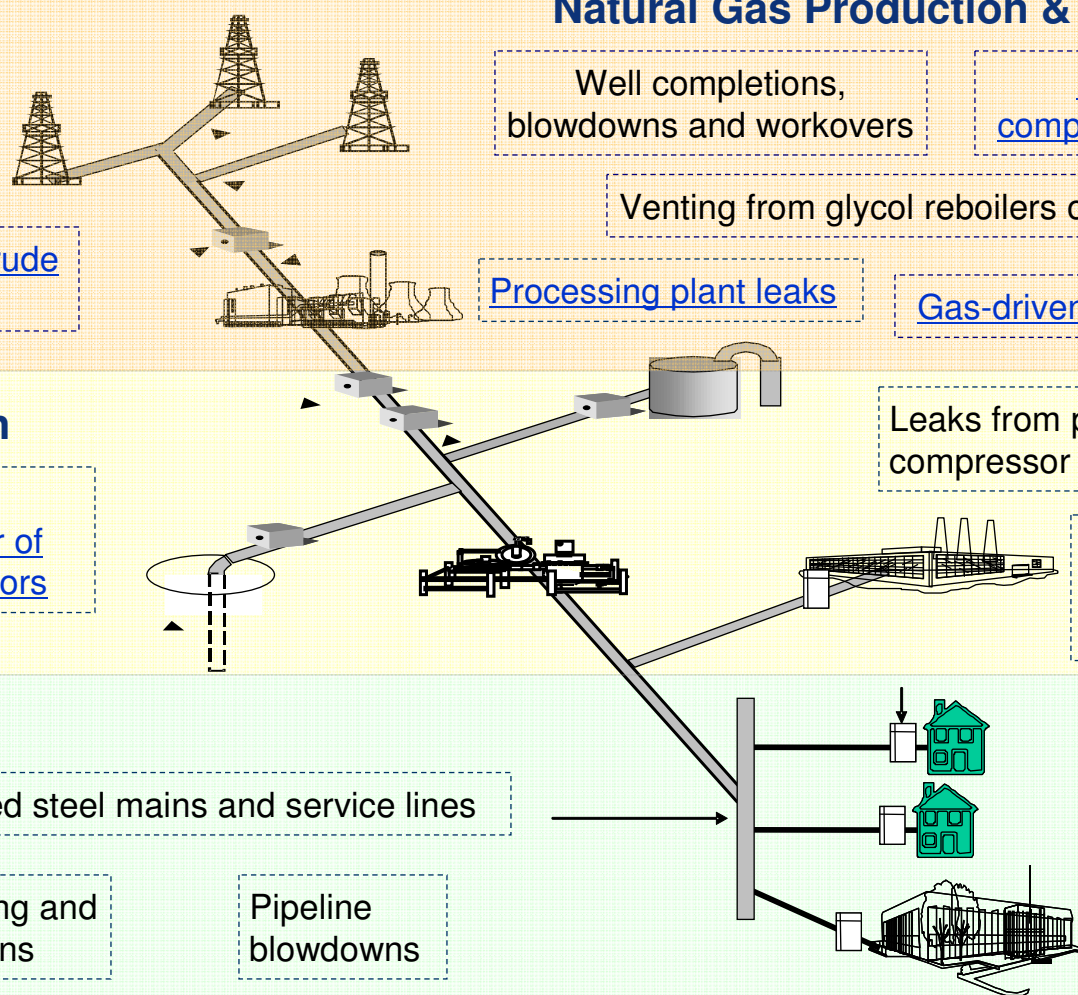 Natural Gas Production &
Well completions,
blowdowns and workovers
comp
Venting from glycol reboilers
ude
Processing plant leaks
Gas-driven
n
Leaks from p
compressor
r of
ors
ed steel mains and service lines
ng and
ns
Pipeline
blowdowns